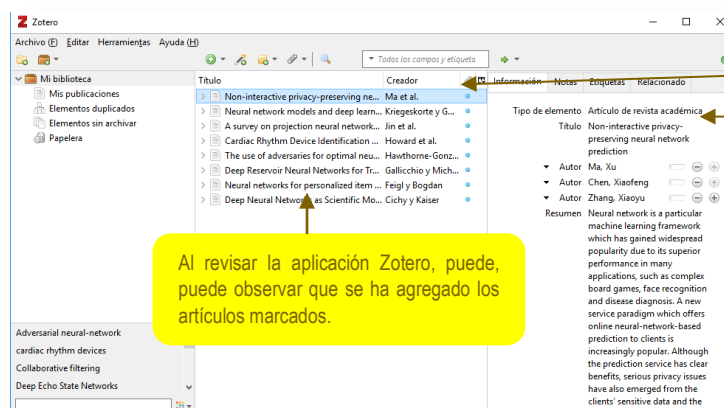 Zotero
Archivo (F) Editar Herramientas Ayuda (H)
Todos los campos y etiqueta
Mi biblioteca
Mis publicaciones
Elementos duplicados
Elementos sin archivar
Papelera
Título Creador
Non-interactive privacy-preserving ne... Ma et al.
Neural network models and deep learn... Kriegeskorte y G...
A survey on projection neural network... Jin et al.
Cardiac Rhythm Device Identification ... Howard et al.
The use of adversaries for optimal neu... Hawthorne-Gonz...
Deep Reservoir Neural Networks for Tr... Gallicchio y Mich...
Neural networks for personalized item ... Feigl y Bogdan
Deep Neural Networks as Scientific Mo... Cichy y Kaiser
Al revisar la aplicación Zotero, puede,
puede observar que se ha agregado los
artículos marcados.
Adversarial neural-network
cardiac rhythm devices
Collaborative filtering
Deep Echo State Networks
Información Notas Etiquetas Relacionado
Tipo de elemento Artículo de revista académica
Título Non-interactive privacy-
preserving neural network
prediction
Autor Ma, Xu
Autor Chen, Xiaofeng
Autor Zhang, Xiaoyu
Resumen Neural network is a particular
machine learning framework
which has gained widespread
popularity due to its superior
performance in many
applications, such as complex
board games, face recognition
and disease diagnosis. A new
service paradigm which offers
online neural-network-based
prediction to clients is
increasingly popular. Although
the prediction service has clear
benefits, serious privacy issues
have also emerged from the
clients' sensitive data and the